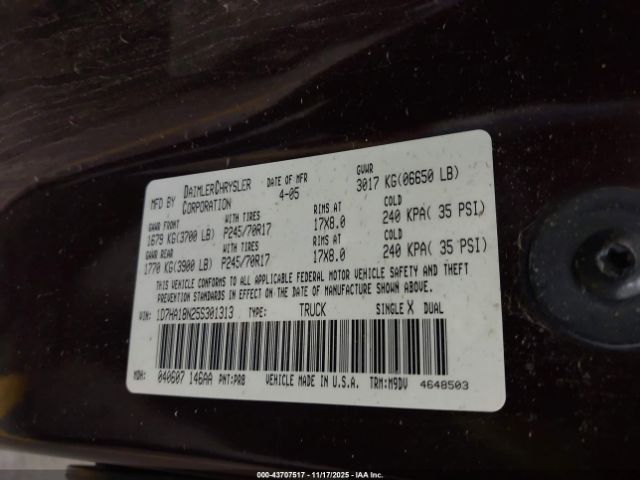 MFD BY DAIMLERCHRYSLER CORPORATION DATE OF MFR 4-05 GVWR 3017 KG(06650 LB)
GAWR FRONT WITH TIRES RIMS AT COLD
1679 KG(3700 LB) P245/70R17 17X8.0 240 KPA( 35 PSI)
GAWR REAR WITH TIRES RIMS AT COLD
1770 KG(3900 LB) P245/70R17 17X8.0 240 KPA( 35 PSI)
THIS VEHICLE CONFORMS TO ALL APPLICABLE FEDERAL MOTOR VEHICLE SAFETY AND THEFT
PREVENTION STANDARDS IN EFFECT ON THE DATE OF MANUFACTURE SHOWN ABOVE.
VIN: 1D7HA18N25S301313 TYPE: TRUCK SINGLE X DUAL
MDH: 040607 146AA PNT:PRB VEHICLE MADE IN U.S.A. TRM:M9DV 4648503
© IAA 43707517 - 11/17/2025 - © IAA